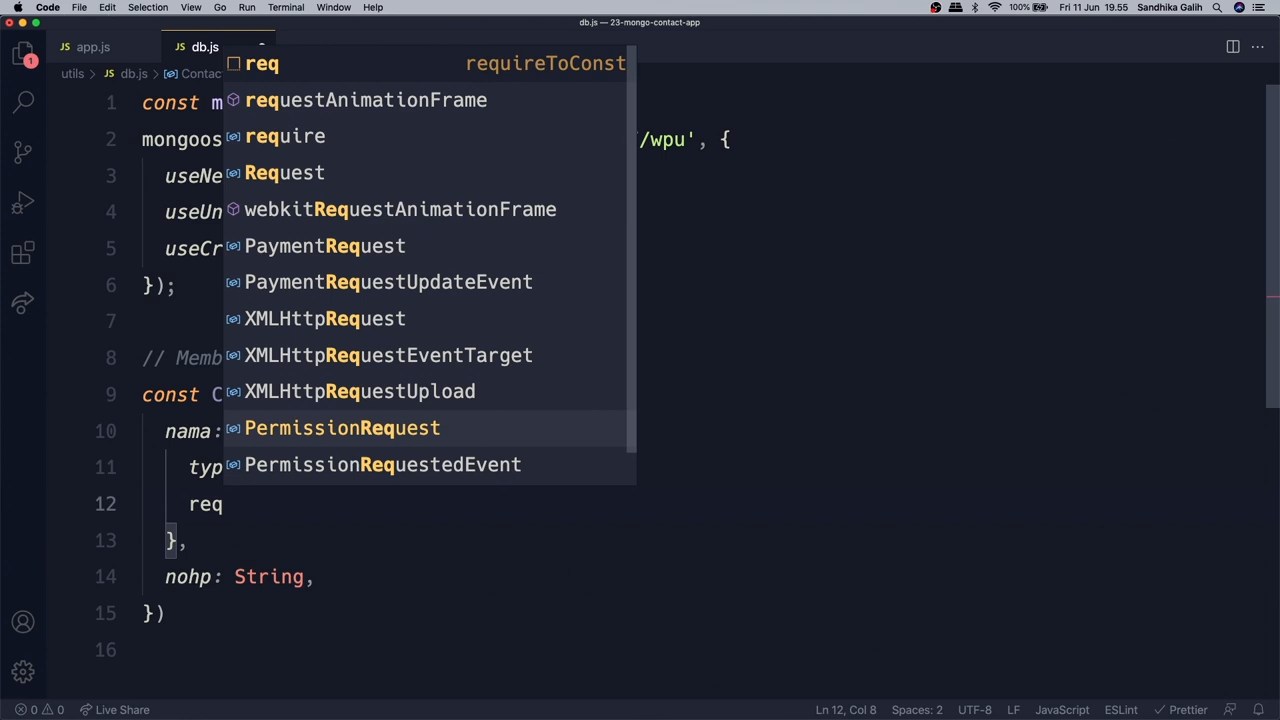 Code File Edit Selection View Go Run Terminal Window Help 100% Fri 11 Jun 19.55 Sandhika Galih
db.js — 23-mongo-contact-app
1
JS app.js JS db.js
utils > JS db.js > Contac
req requireToConst
requestAnimationFrame
require
Request
webkitRequestAnimationFrame
PaymentRequest
PaymentRequestUpdateEvent
XMLHttpRequest
XMLHttpRequestEventTarget
XMLHttpRequestUpload
PermissionRequest
PermissionRequestedEvent
1 const m
2 mongoos /wpu', {
3 useNe
4 useUn
5 useCr
6 });
7
8 // Memb
9 const C
10 nama:
11 typ
12 req
13 },
14 nohp: String,
15 })
16
0 0 Live Share Ln 12, Col 8 Spaces: 2 UTF-8 LF JavaScript ESLint Prettier